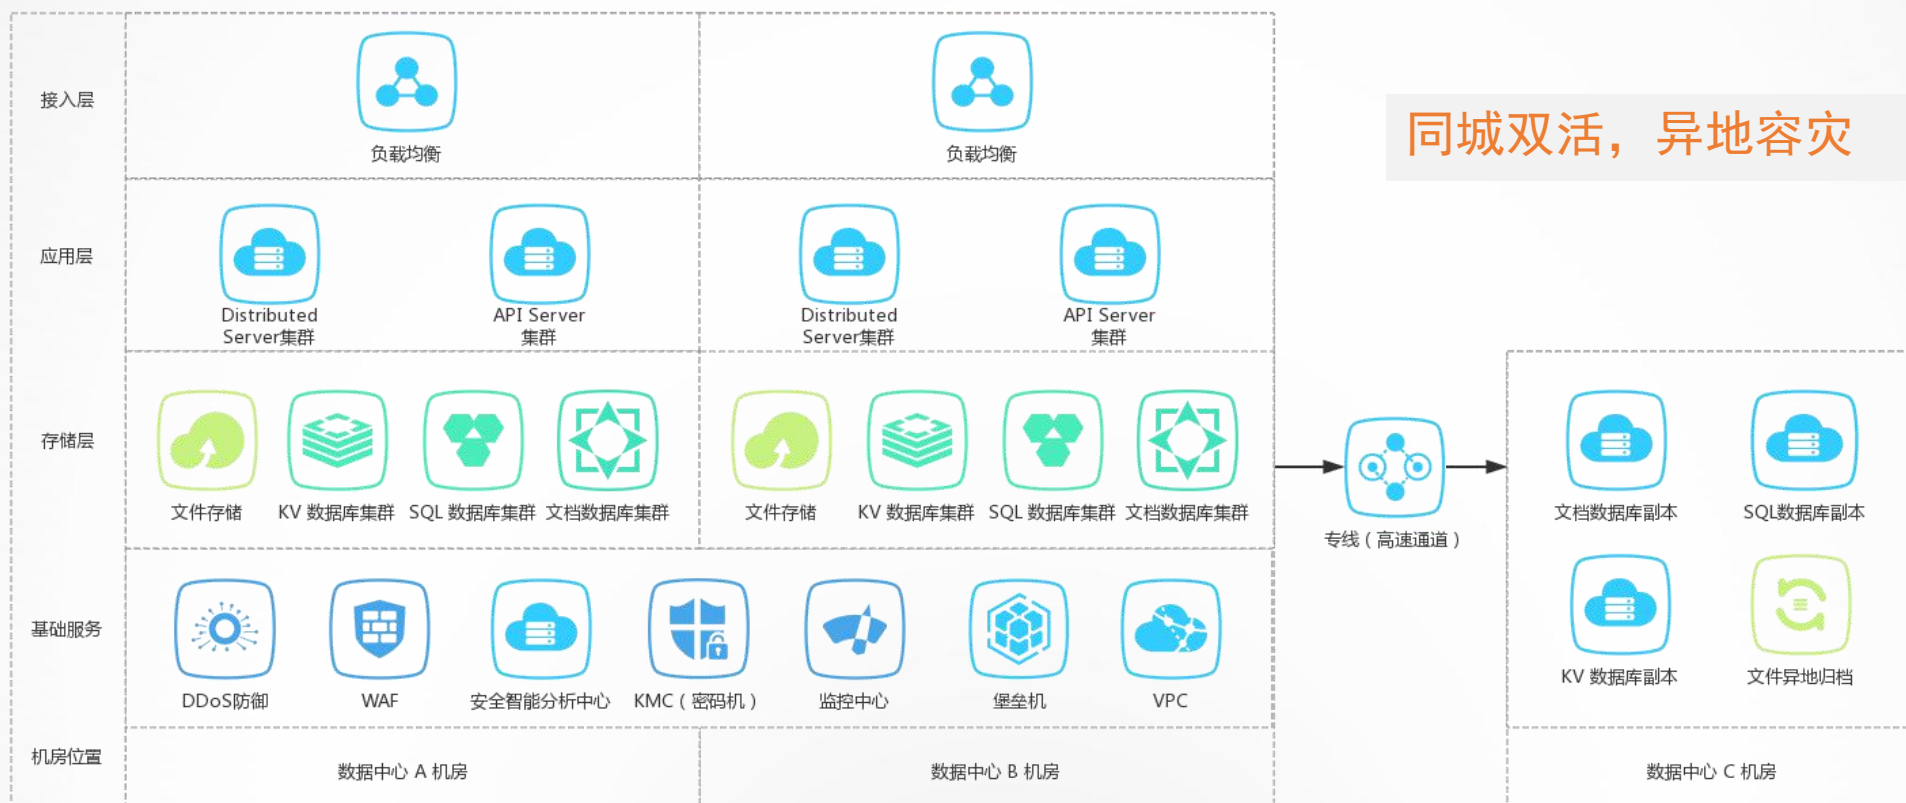 同城双活，异地容灾
接入层
负载均衡
负载均衡
应用层
Distributed
Server集群
API Server
集群
Distributed
Server集群
API Server
集群
存储层
文件存储
KV 数据库集群
SQL 数据库集群
文档数据库集群
文件存储
KV 数据库集群
SQL 数据库集群
文档数据库集群
专线（高速通道）
文档数据库副本
SQL数据库副本
KV 数据库副本
文件异地归档
基础服务
DDoS防御
WAF
安全智能分析中心
KMC（密码机）
监控中心
堡垒机
VPC
机房位置
数据中心 A 机房
数据中心 B 机房
数据中心 C 机房